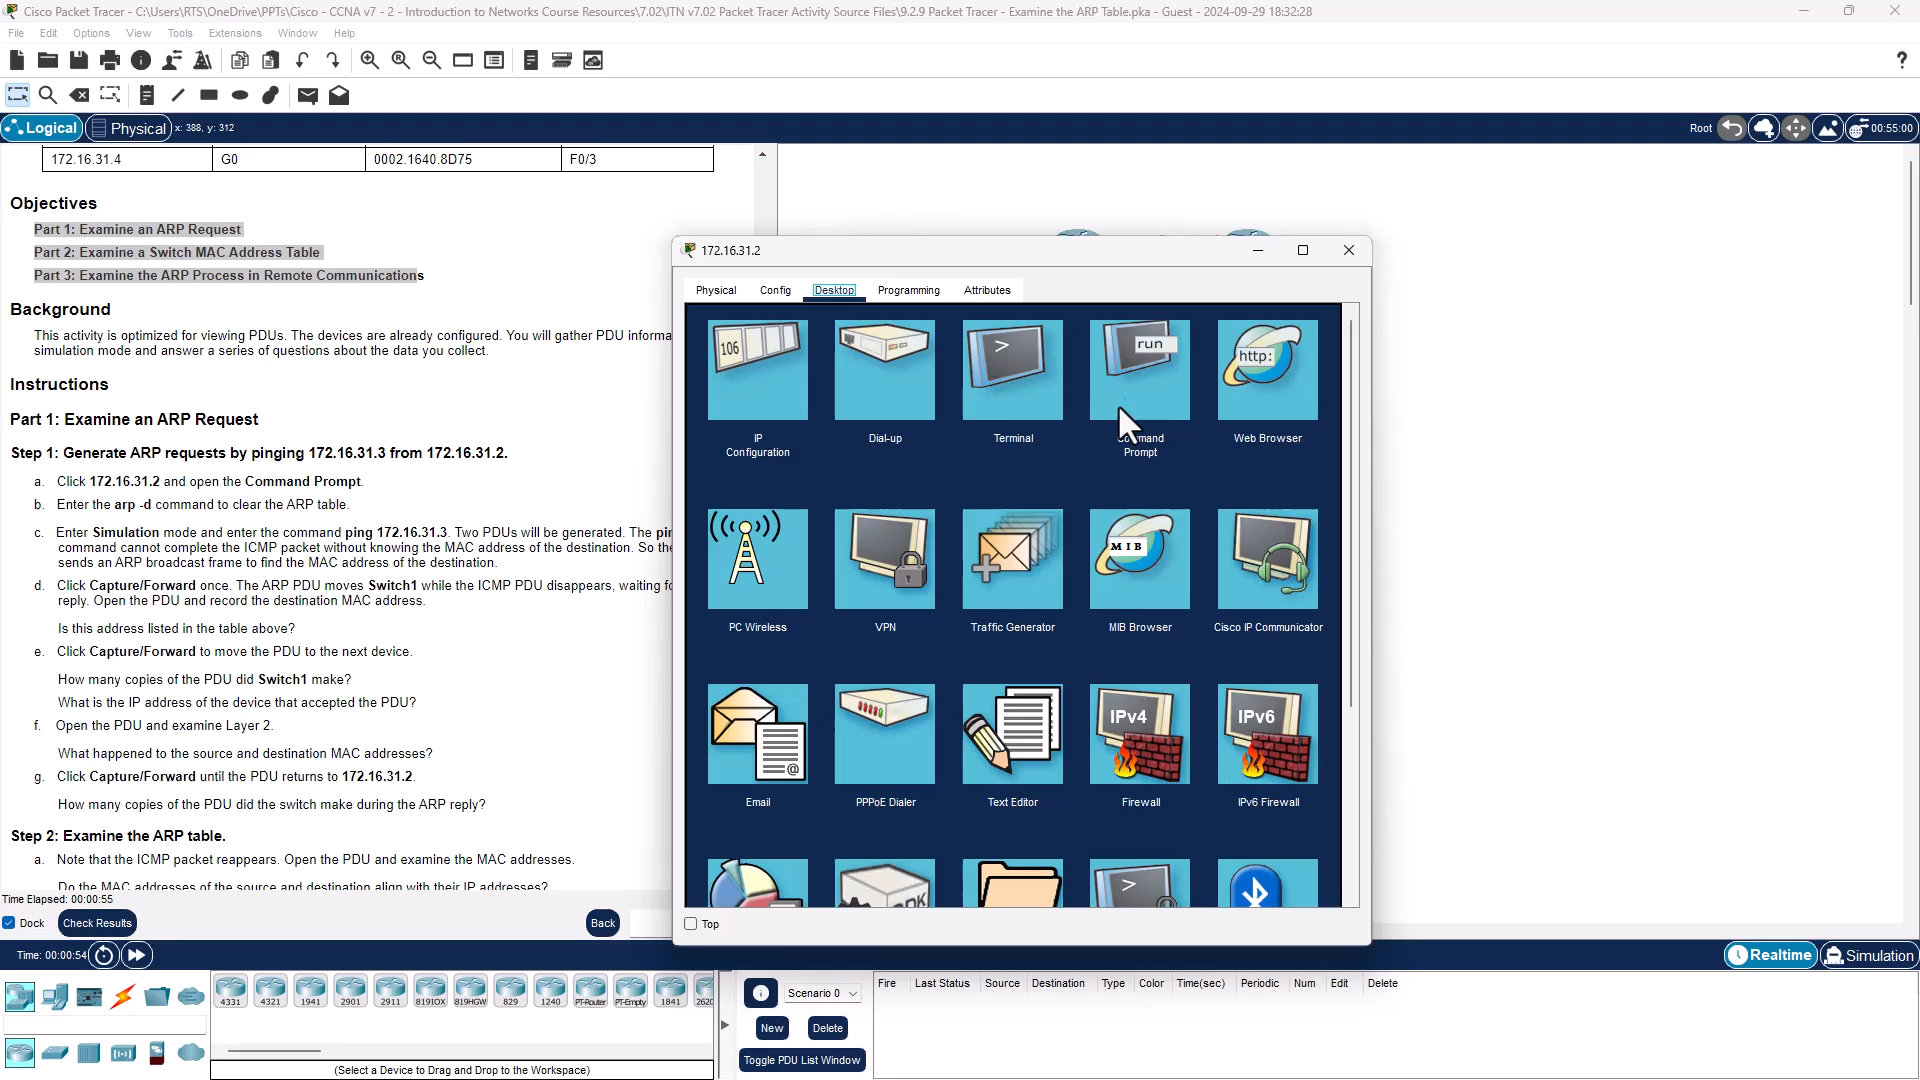 Cisco Packet Tracer - C:\Users\RTS\OneDrive\PPTs\Cisco - CCNA v7 - 2 - Introduction to Networks Course Resources\7.02\ITN v7.02 Packet Tracer Activity Source Files\9.2.9 Packet Tracer - Examine the ARP Table.pka - Guest - 2024-09-29 18:32:28
File Edit Options View Tools Extensions Window Help
Logical Physical x: 388, y: 312 Root 00:55:00
172.16.31.4 G0 0002.1640.8D75 F0/3
Objectives
Part 1: Examine an ARP Request
Part 2: Examine a Switch MAC Address Table
Part 3: Examine the ARP Process in Remote Communications
Background
This activity is optimized for viewing PDUs. The devices are already configured. You will gather PDU informa
simulation mode and answer a series of questions about the data you collect.
Instructions
Part 1: Examine an ARP Request
Step 1: Generate ARP requests by pinging 172.16.31.3 from 172.16.31.2.
a. Click 172.16.31.2 and open the Command Prompt.
b. Enter the arp -d command to clear the ARP table.
c. Enter Simulation mode and enter the command ping 172.16.31.3. Two PDUs will be generated. The pin
command cannot complete the ICMP packet without knowing the MAC address of the destination. So the
sends an ARP broadcast frame to find the MAC address of the destination.
d. Click Capture/Forward once. The ARP PDU moves Switch1 while the ICMP PDU disappears, waiting fo
reply. Open the PDU and record the destination MAC address.
Is this address listed in the table above?
e. Click Capture/Forward to move the PDU to the next device.
How many copies of the PDU did Switch1 make?
What is the IP address of the device that accepted the PDU?
f. Open the PDU and examine Layer 2.
What happened to the source and destination MAC addresses?
g. Click Capture/Forward until the PDU returns to 172.16.31.2.
How many copies of the PDU did the switch make during the ARP reply?
Step 2: Examine the ARP table.
a. Note that the ICMP packet reappears. Open the PDU and examine the MAC addresses.
Do the MAC addresses of the source and destination align with their IP addresses?
Time Elapsed: 00:00:55
Dock Check Results Back
172.16.31.2
Physical Config Desktop Programming Attributes
106 > run http:
IP Configuration
Dial-up
Terminal
Command Prompt
Web Browser
MIB
PC Wireless
VPN
Traffic Generator
MIB Browser
Cisco IP Communicator
@ IPv4 IPv6
Email
PPPoE Dialer
Text Editor
Firewall
IPv6 Firewall
>
Top
Time: 00:00:54 Realtime Simulation
4331 4321 1941 2901 2911 819IOX 819HGW 829 1240 PT-Router PT-Empty 1841 2620
(Select a Device to Drag and Drop to the Workspace)
Scenario 0
New Delete
Toggle PDU List Window
Fire Last Status Source Destination Type Color Time(sec) Periodic Num Edit Delete